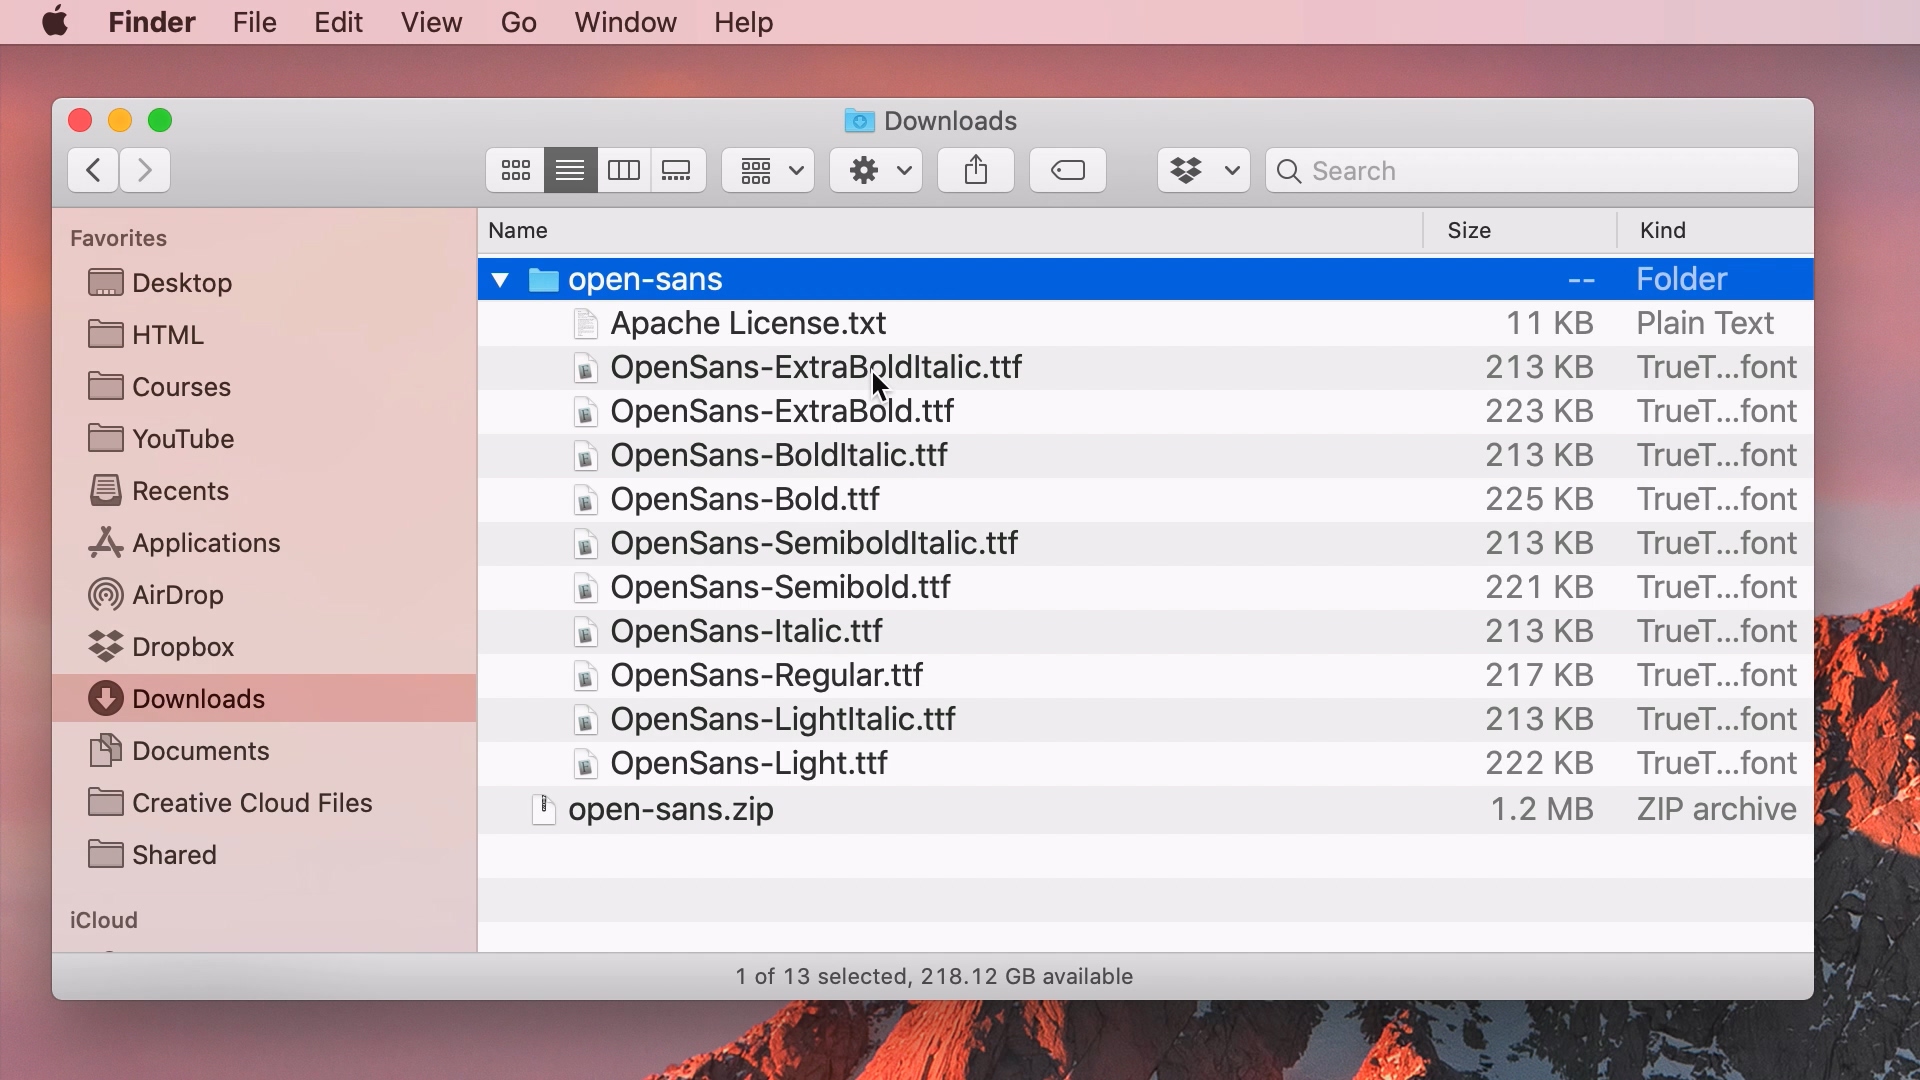 Finder File Edit View Go Window Help
Downloads
Search
Favorites
Desktop
HTML
Courses
YouTube
Recents
Applications
AirDrop
Dropbox
Downloads
Documents
Creative Cloud Files
Shared
iCloud
Name Size Kind
open-sans -- Folder
Apache License.txt 11 KB Plain Text
OpenSans-ExtraBoldItalic.ttf 213 KB TrueT...font
OpenSans-ExtraBold.ttf 223 KB TrueT...font
OpenSans-BoldItalic.ttf 213 KB TrueT...font
OpenSans-Bold.ttf 225 KB TrueT...font
OpenSans-SemiboldItalic.ttf 213 KB TrueT...font
OpenSans-Semibold.ttf 221 KB TrueT...font
OpenSans-Italic.ttf 213 KB TrueT...font
OpenSans-Regular.ttf 217 KB TrueT...font
OpenSans-LightItalic.ttf 213 KB TrueT...font
OpenSans-Light.ttf 222 KB TrueT...font
open-sans.zip 1.2 MB ZIP archive
1 of 13 selected, 218.12 GB available